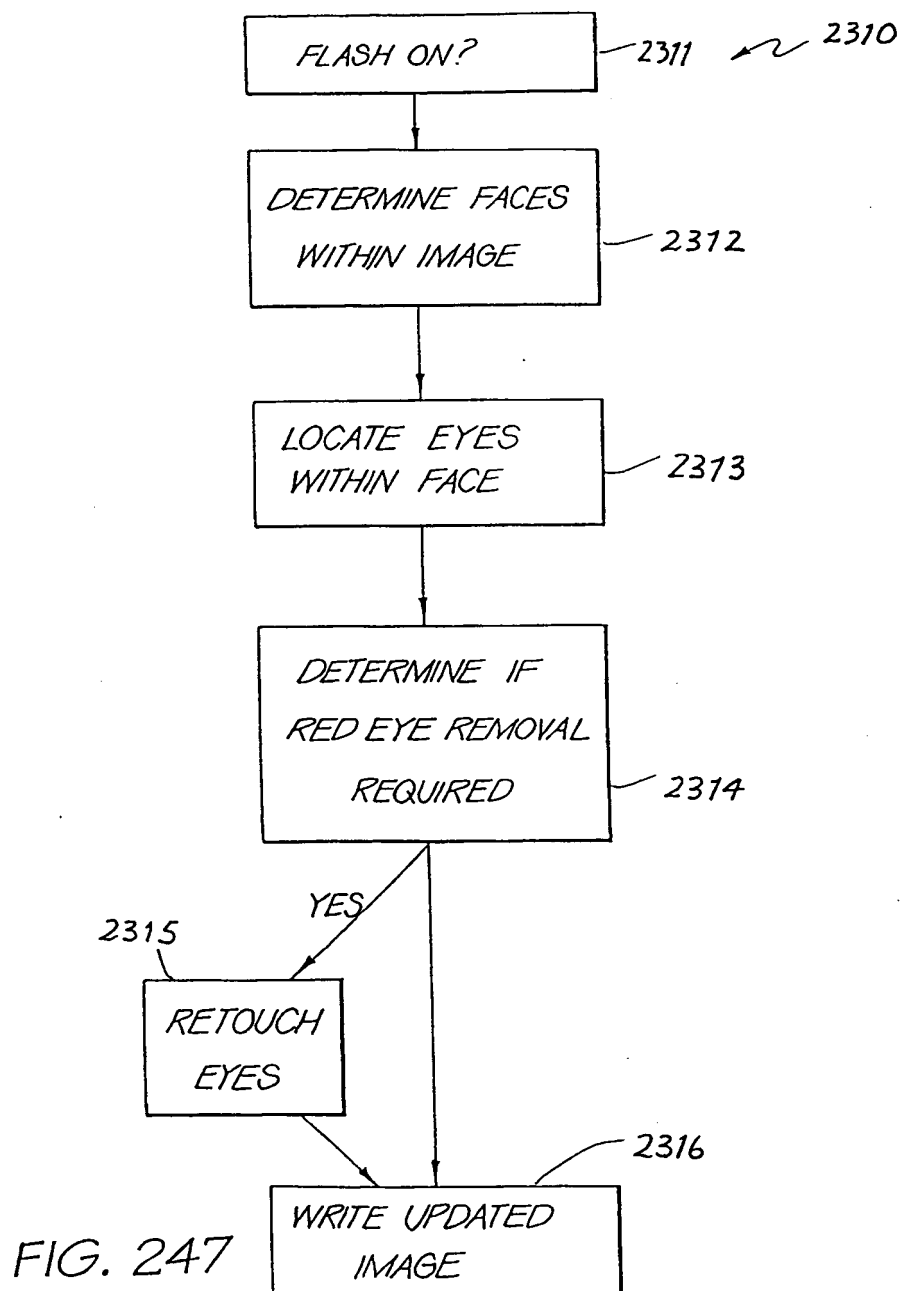 FLASH ON?
2311
2310
DETERMINE FACES
WITHIN IMAGE
2312
LOCATE EYES
WITHIN FACE
2313
DETERMINE IF
RED EYE REMOVAL
REQUIRED
2314
YES
2315
RETOUCH
EYES
2316
WRITE UPDATED
IMAGE
FIG. 247